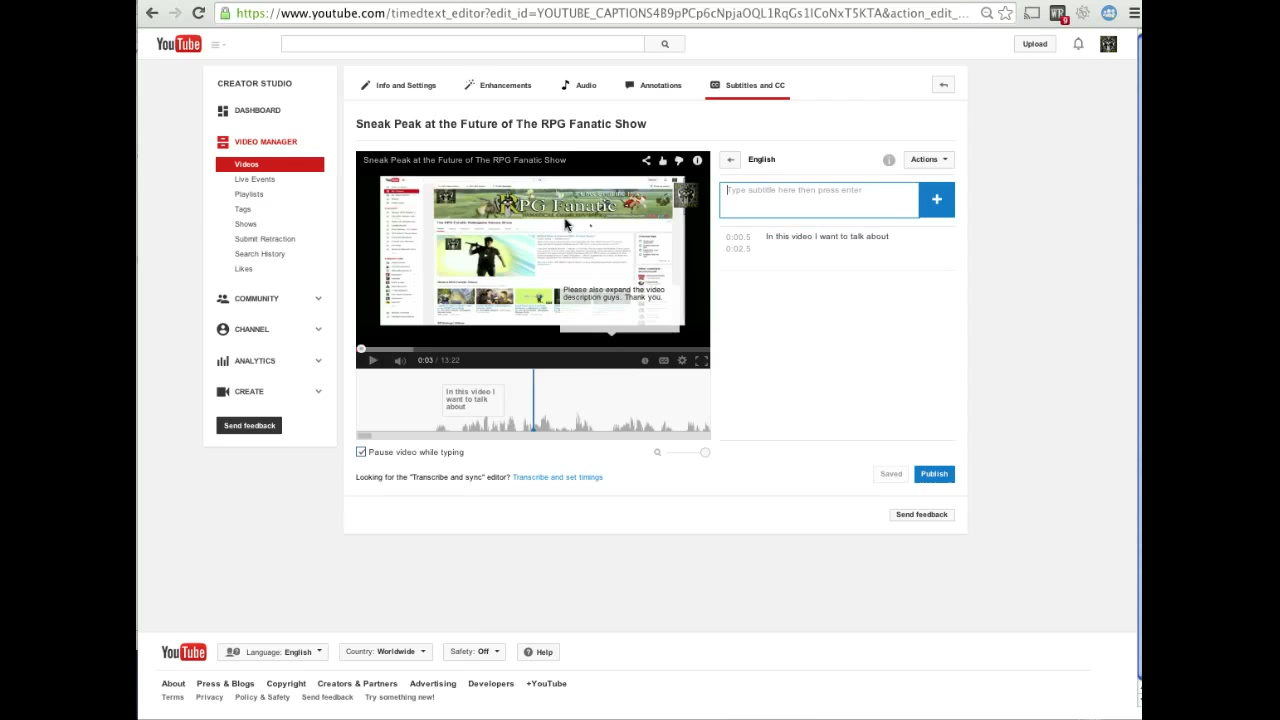 https://www.youtube.com/timedtext_editor?edit_id=YOUTUBE_CAPTIONS4B9pPCp6cNpjaOQL1RqGs1ICoNxT5KTA&action_edit_...
9
YouTube
Upload
CREATOR STUDIO
DASHBOARD
VIDEO MANAGER
Videos
Live Events
Playlists
Tags
Shows
Submit Retraction
Search History
Likes
COMMUNITY
CHANNEL
ANALYTICS
CREATE
Send feedback
Info and Settings
Enhancements
Audio
Annotations
Subtitles and CC
Sneak Peak at the Future of The RPG Fanatic Show
Sneak Peak at the Future of The RPG Fanatic Show
RPG Fanatic
Please also expand the video
description guys. Thank you.
0:03 / 13:22
In this video I
want to talk
about
Pause video while typing
Looking for the "Transcribe and sync" editor? Transcribe and set timings
English
Actions
Type subtitle here then press enter
+
0:00.5 In this video I want to talk about
0:02.5
Saved
Publish
Send feedback
YouTube
Language: English
Country: Worldwide
Safety: Off
Help
About Press & Blogs Copyright Creators & Partners Advertising Developers +YouTube
Terms Privacy Policy & Safety Send feedback Try something new!